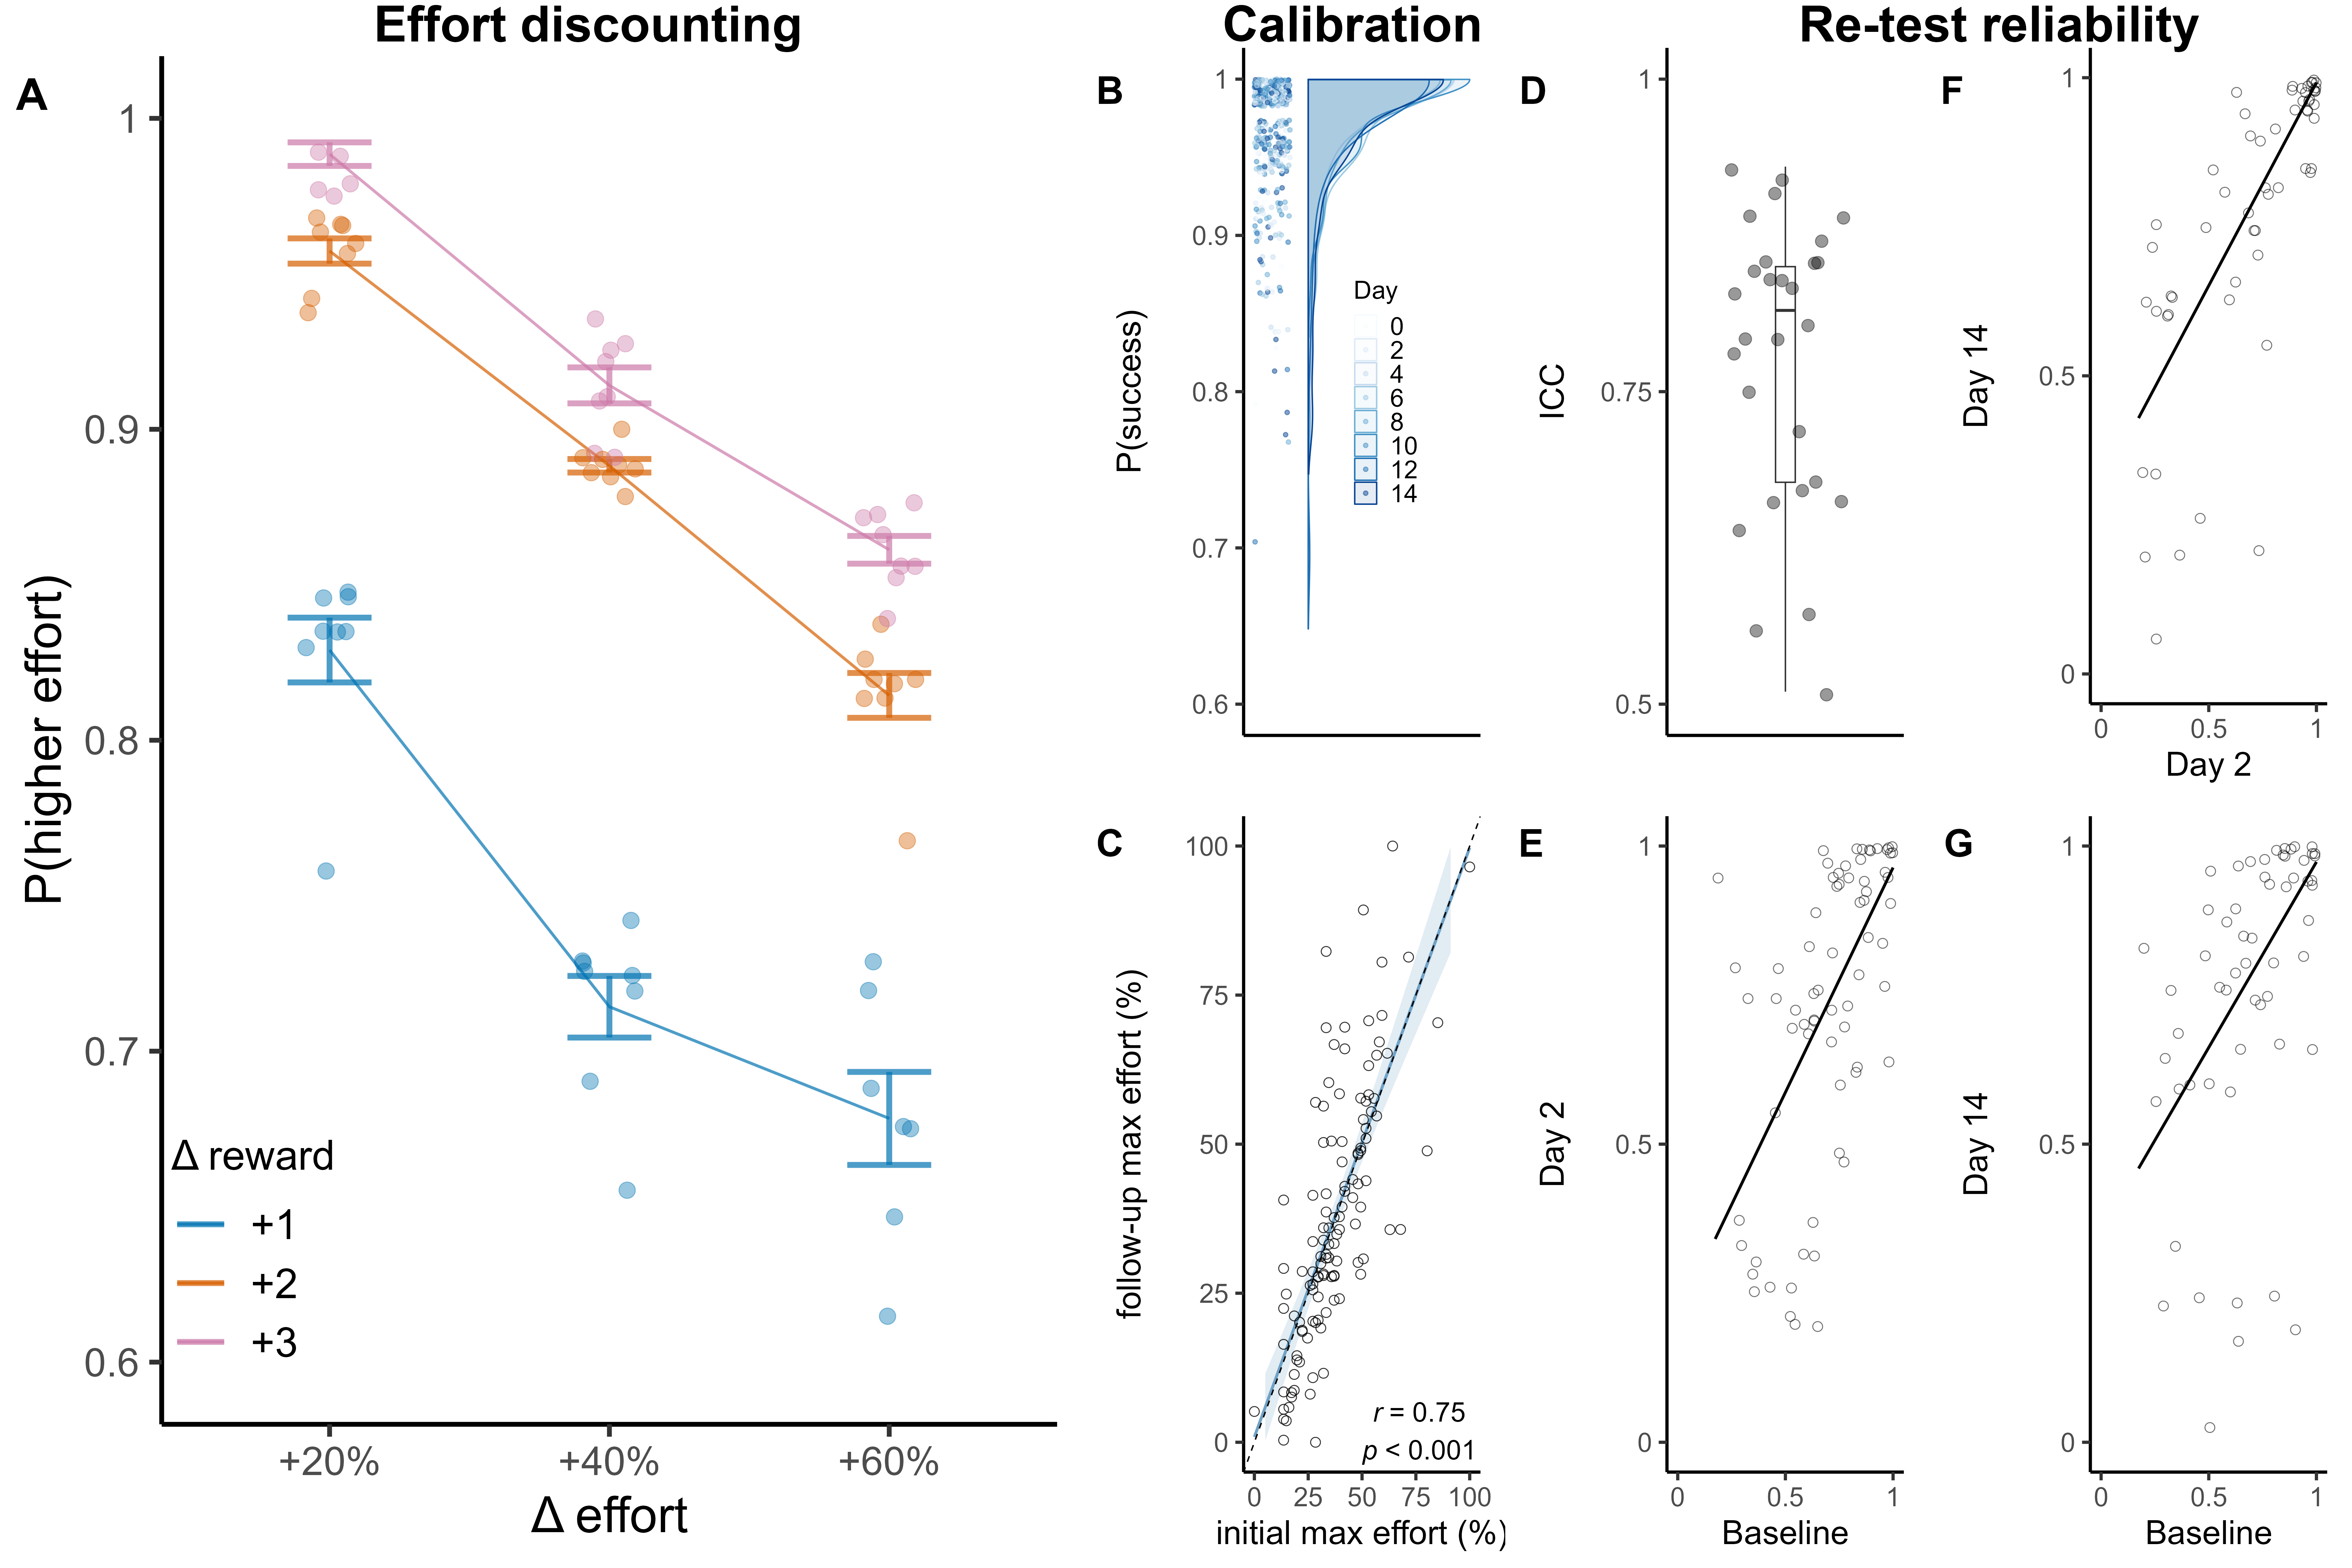 Effort discounting
A
P(higher effort)
1
0.9
0.8
0.7
0.6
+20%
+40%
+60%
Δ effort
Δ reward
+1
+2
+3
Calibration
B
P(success)
1
0.9
0.8
0.7
0.6
Day
0
2
4
6
8
10
12
14
C
follow-up max effort (%)
100
75
50
25
0
r = 0.75
p < 0.001
0
25
50
75
100
initial max effort (%)
Re-test reliability
D
ICC
1
0.75
0.5
E
Day 2
1
0.5
0
0
0.5
1
Baseline
F
Day 14
1
0.5
0
0
0.5
1
Day 2
G
Day 14
1
0.5
0
0
0.5
1
Baseline